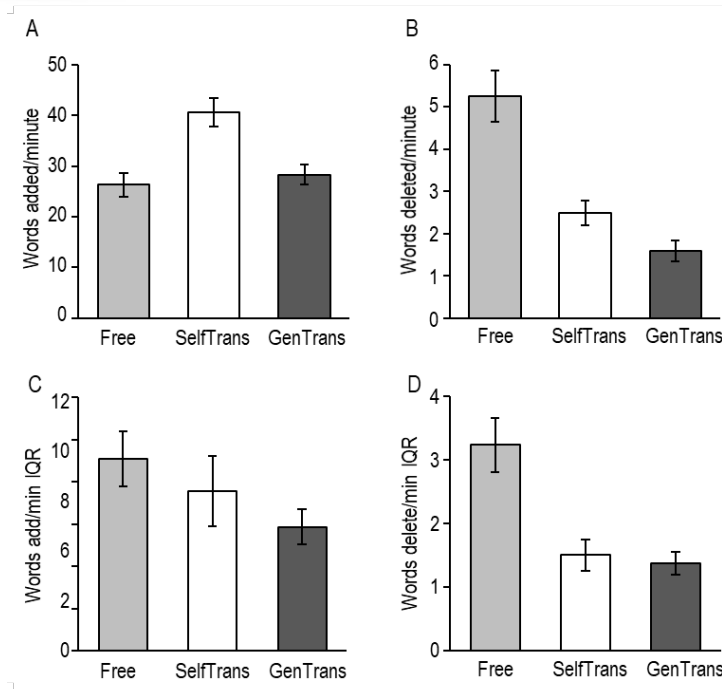 A
Words added/minute
50
40
30
20
10
0
Free SelfTrans GenTrans
B
Words deleted/minute
6
5
4
3
2
1
0
Free SelfTrans GenTrans
C
Words add/min IQR
12
10
8
6
2
0
Free SelfTrans GenTrans
D
Words delete/min IQR
4
3
2
1
0
Free SelfTrans GenTrans